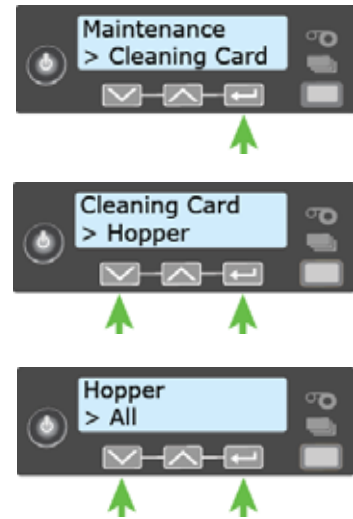 Maintenance
> Cleaning Card
Cleaning Card
> Hopper
Hopper
> All